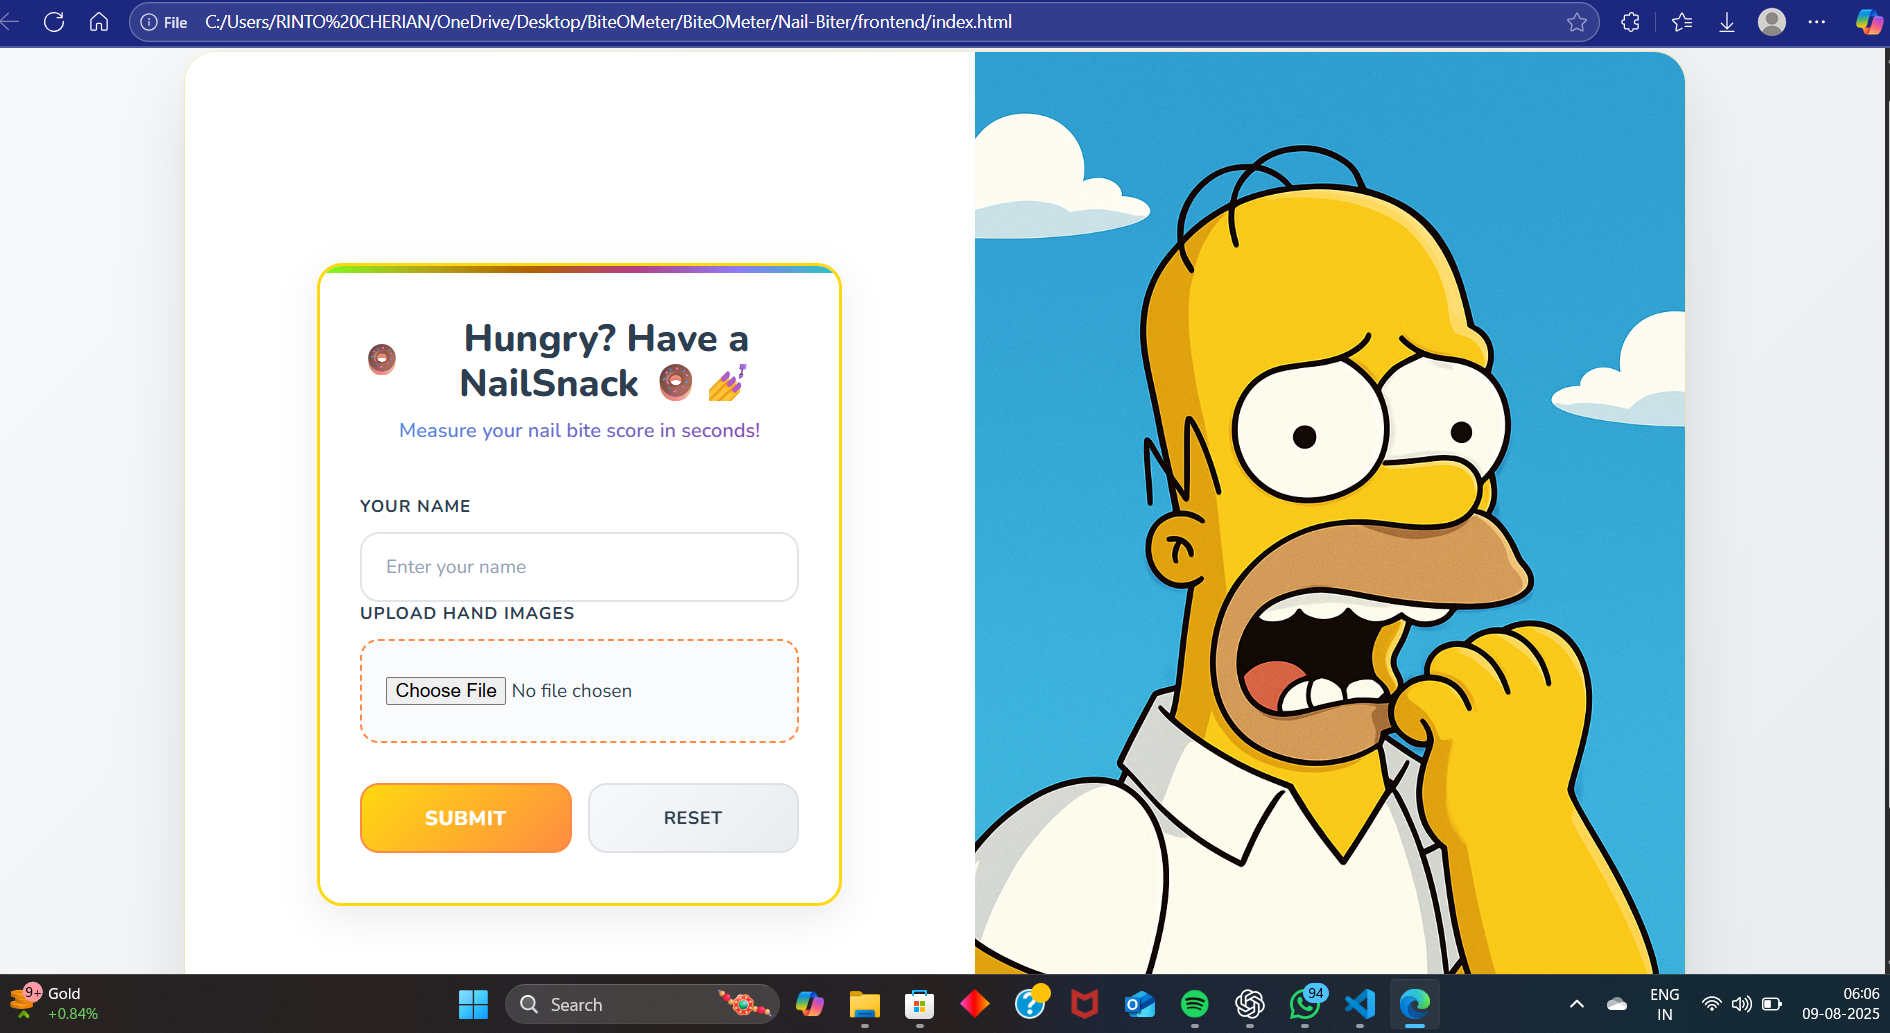 File C:/Users/RINTO%20CHERIAN/OneDrive/Desktop/BiteOMeter/BiteOMeter/Nail-Biter/frontend/index.html
Hungry? Have a
NailSnack
Measure your nail bite score in seconds!
YOUR NAME
Enter your name
UPLOAD HAND IMAGES
Choose File No file chosen
SUBMIT RESET
9+ Gold
+0.84%
Search
94
ENG
IN
06:06
09-08-2025